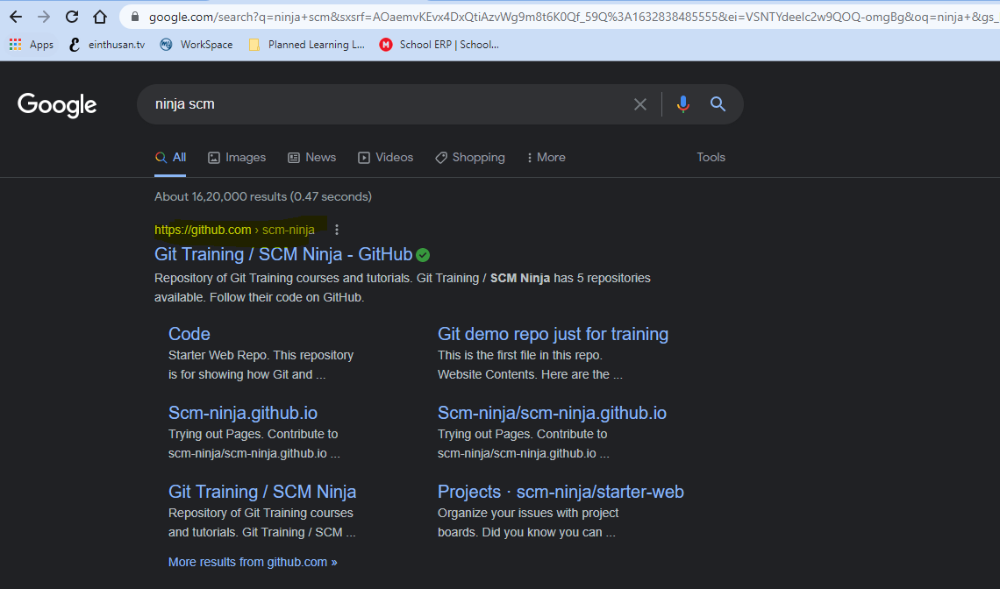 google.com/search?q=ninja+scm&sxsrf=AOaemvKEvx4DxQtiAzvWg9m8t6K0Qf_59Q%3A1632838485555&ei=VSNTYdeelc2w9QOQ-omgBg&oq=ninja+&gs_
Apps einthusan.tv WorkSpace Planned Learning L... School ERP | School...
Google
ninja scm
All Images News Videos Shopping More Tools
About 16,20,000 results (0.47 seconds)
https://github.com › scm-ninja
Git Training / SCM Ninja - GitHub
Repository of Git Training courses and tutorials. Git Training / SCM Ninja has 5 repositories
available. Follow their code on GitHub.
Code
Starter Web Repo. This repository
is for showing how Git and ...
Git demo repo just for training
This is the first file in this repo.
Website Contents. Here are the ...
Scm-ninja.github.io
Trying out Pages. Contribute to
scm-ninja/scm-ninja.github.io ...
Scm-ninja/scm-ninja.github.io
Trying out Pages. Contribute to
scm-ninja/scm-ninja.github.io ...
Git Training / SCM Ninja
Repository of Git Training courses
and tutorials. Git Training / SCM ...
Projects · scm-ninja/starter-web
Organize your issues with project
boards. Did you know you can ...
More results from github.com »